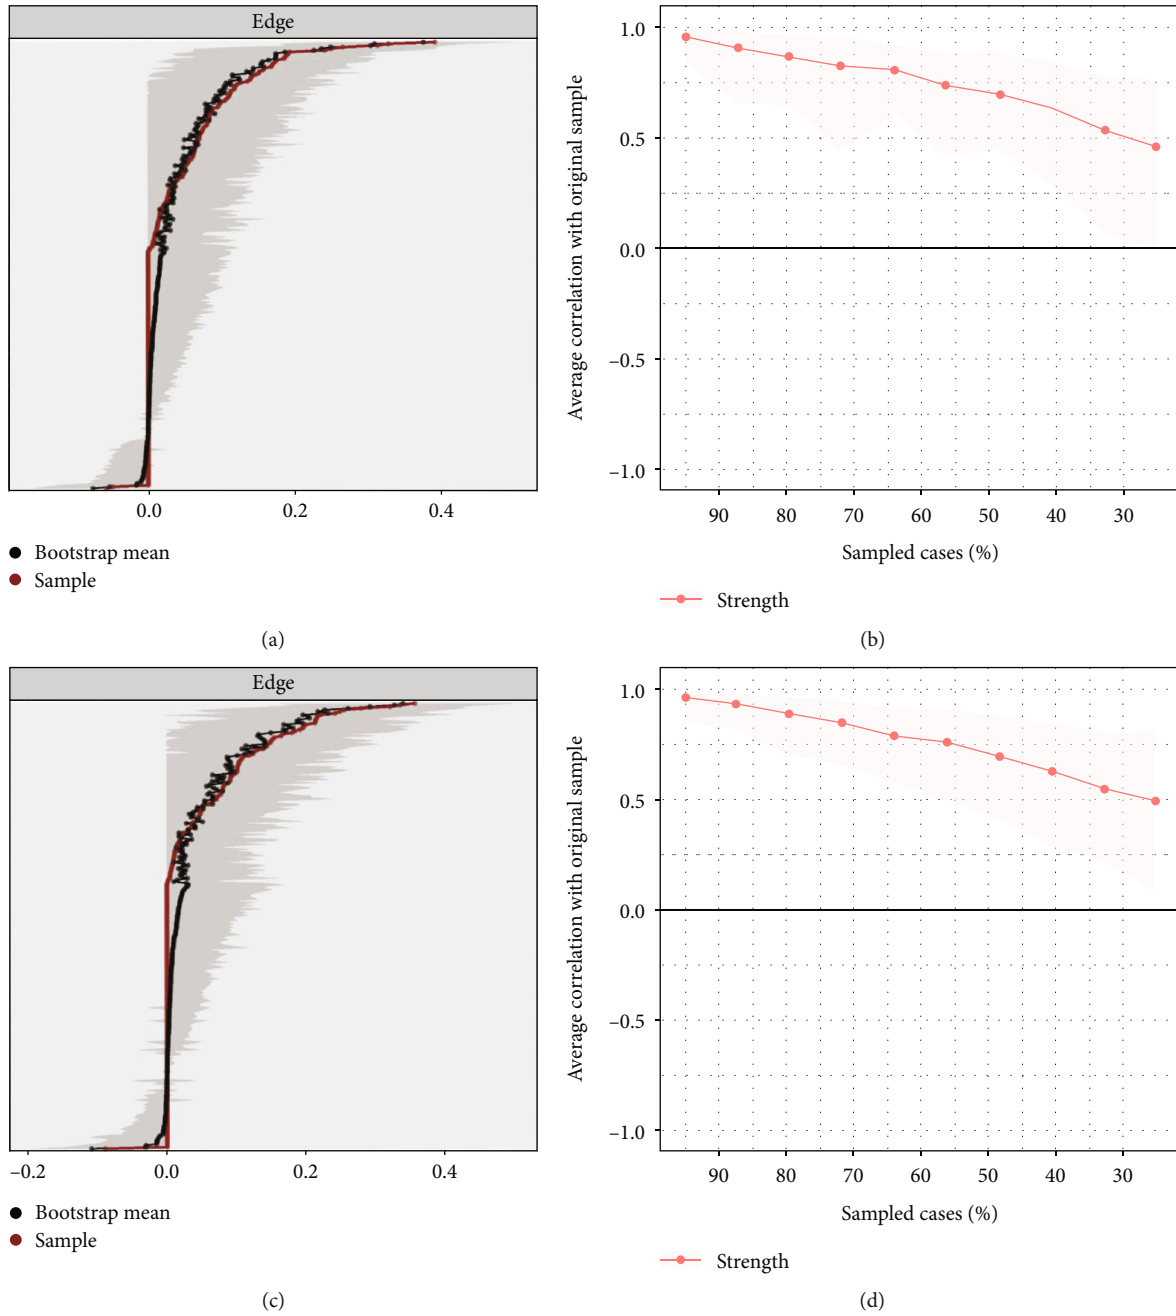 Edge
0.0 0.2 0.4
Bootstrap mean
Sample
(a)
Average correlation with original sample
1.0
0.5
0.0
–0.5
–1.0
90 80 70 60 50 40 30
Sampled cases (%)
Strength
(b)
Edge
–0.2 0.0 0.2 0.4
Bootstrap mean
Sample
(c)
Average correlation with original sample
1.0
0.5
0.0
–0.5
–1.0
90 80 70 60 50 40 30
Sampled cases (%)
Strength
(d)